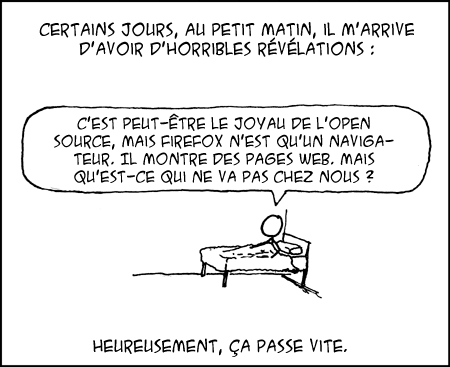 CERTAINS JOURS, AU PETIT MATIN, IL M'ARRIVE
D'AVOIR D'HORRIBLES RÉVÉLATIONS :
C'EST PEUT-ÊTRE LE JOYAU DE L'OPEN
SOURCE, MAIS FIREFOX N'EST QU'UN NAVIGA-
TEUR. IL MONTRE DES PAGES WEB. MAIS
QU'EST-CE QUI NE VA PAS CHEZ NOUS ?
HEUREUSEMENT, ÇA PASSE VITE.